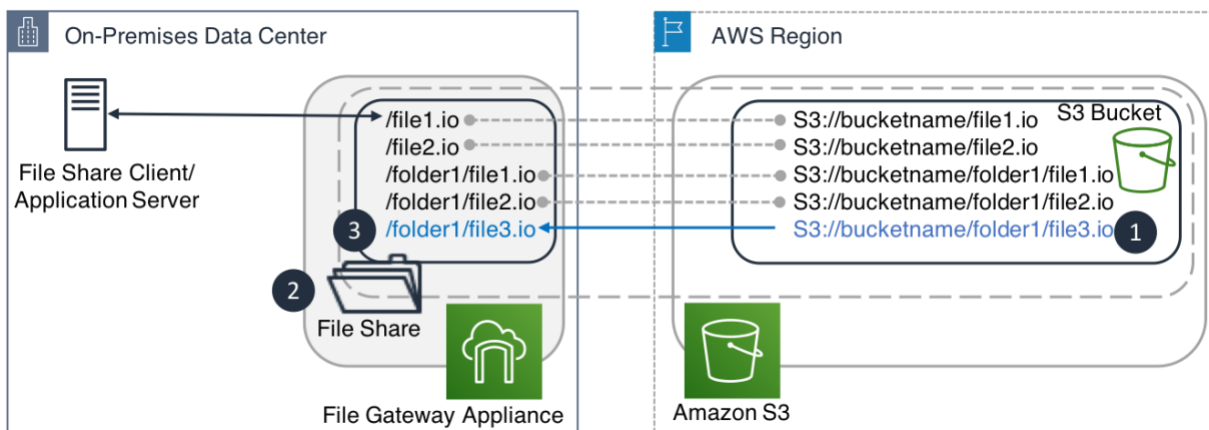 On-Premises Data Center
AWS Region
File Share Client/
Application Server
/file1.io
/file2.io
/folder1/file1.io
/folder1/file2.io
3
/folder1/file3.io
2
File Share
File Gateway Appliance
S3 Bucket
S3://bucketname/file1.io
S3://bucketname/file2.io
S3://bucketname/folder1/file1.io
S3://bucketname/folder1/file2.io
S3://bucketname/folder1/file3.io
1
Amazon S3